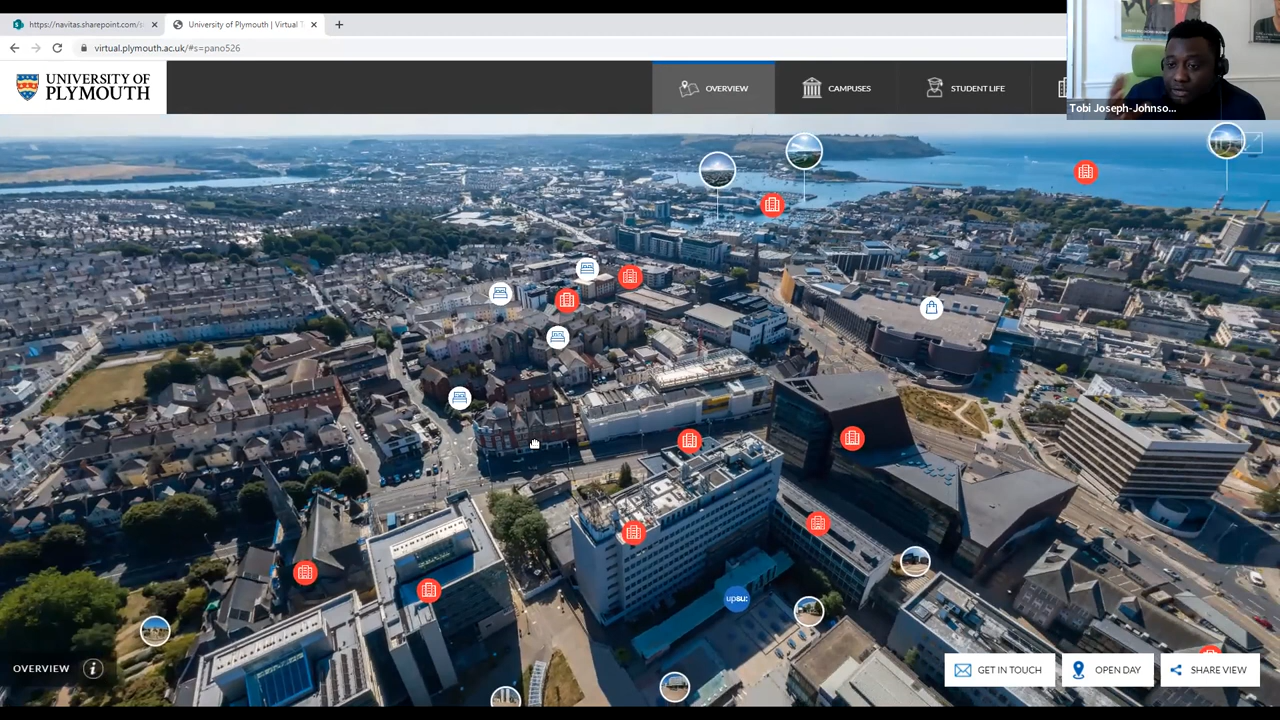 https://navitas.sharepoint.com/s
University of Plymouth | Virtual T
virtual.plymouth.ac.uk/#s=pano526
UNIVERSITY OF
PLYMOUTH
OVERVIEW
CAMPUSES
STUDENT LIFE
Tobi Joseph-Johnso...
upsu:
OVERVIEW
GET IN TOUCH
OPEN DAY
SHARE VIEW